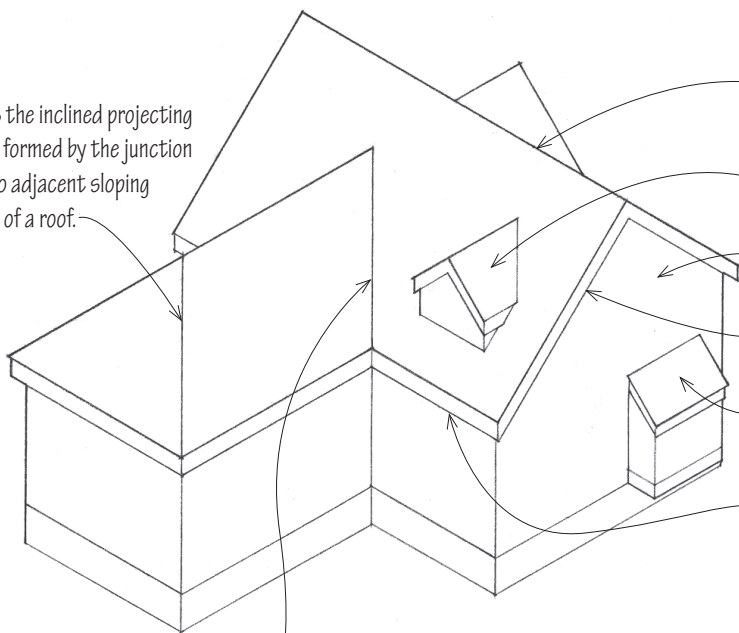 the inclined projecting
formed by the junction
adjacent sloping
of a roof.